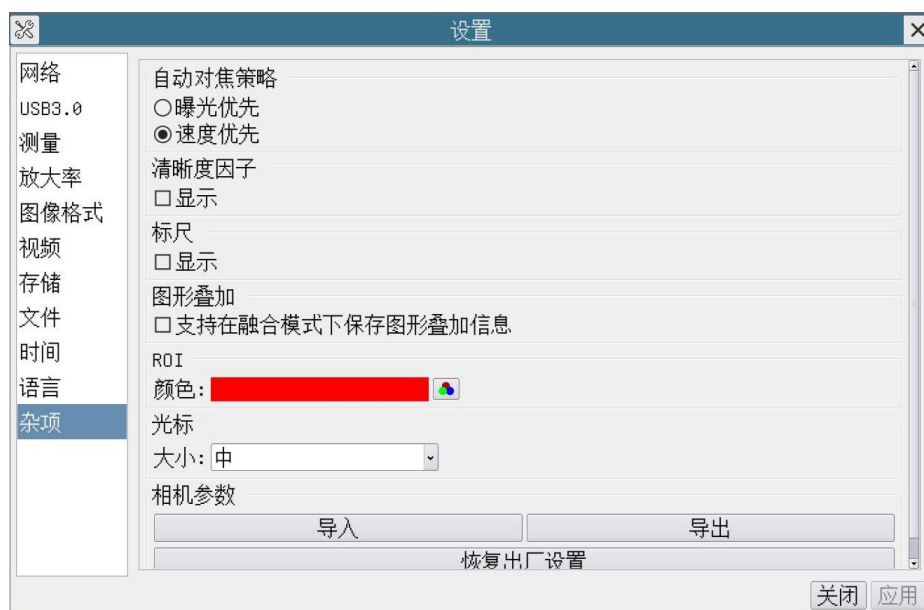 设置
网络
USB3.0
测量
放大率
图像格式
视频
存储
文件
时间
语言
杂项
自动对焦策略
曝光优先
速度优先
清晰度因子
显示
标尺
显示
图形叠加
支持在融合模式下保存图形叠加信息
ROI
颜色:
光标
大小: 中
相机参数
导入 导出
恢复出厂设置
关闭 应用